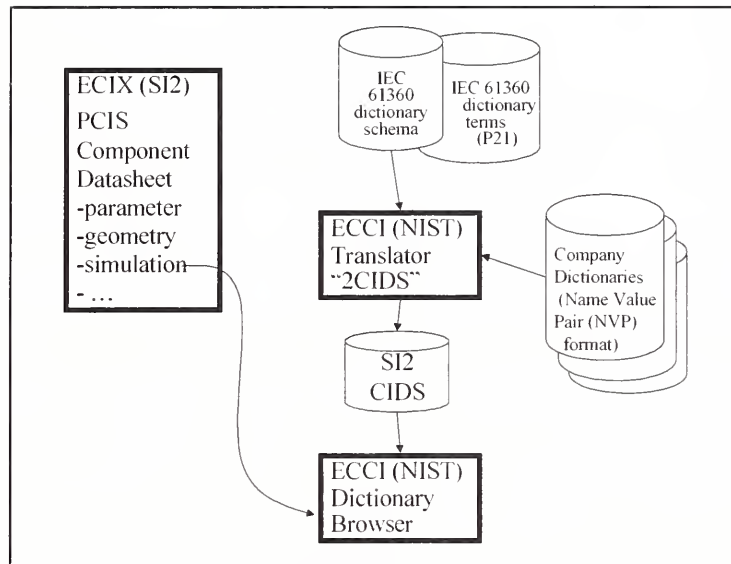 ECIX (SI2)
PCIS
Component
Datasheet
-parameter
-geometry
-simulation
- ...
IEC
61360
dictionary
schema
IEC 61360
dictionary
terms
(P21)
ECCI (NIST)
Translator
"2CIDS"
Company
Dictionaries
(Name Value
Pair (NVP)
format)
SI2
CIDS
ECCI (NIST)
Dictionary
Browser